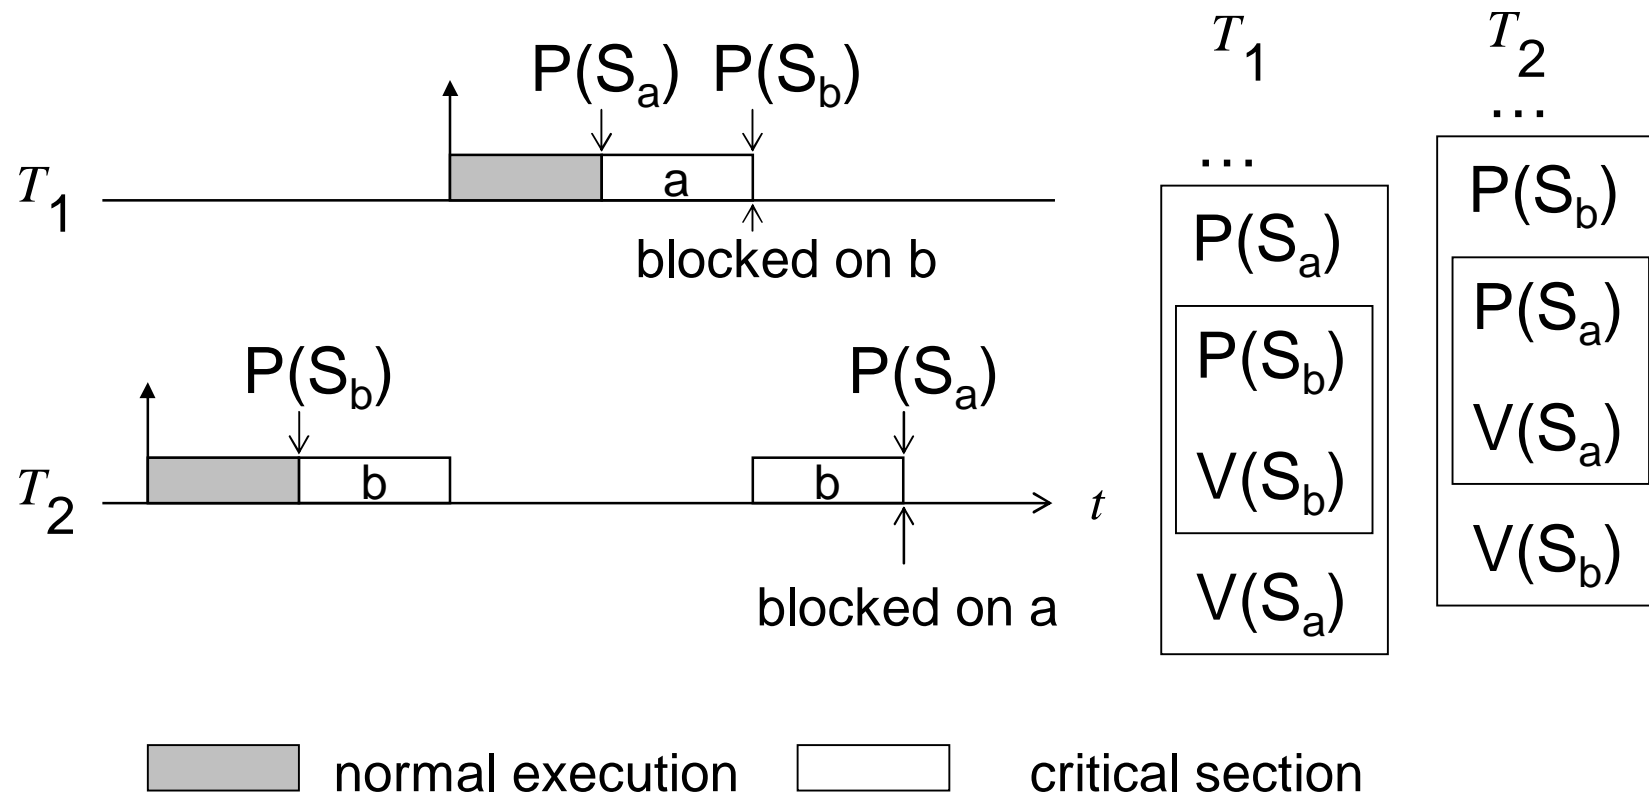 P(Sa) P(Sb)
T1
a
blocked on b
P(Sb) P(Sa)
T2
b b
t
blocked on a
T1
...
P(Sa)
P(Sb)
V(Sb)
V(Sa)
T2
...
P(Sb)
P(Sa)
V(Sa)
V(Sb)
normal execution critical section